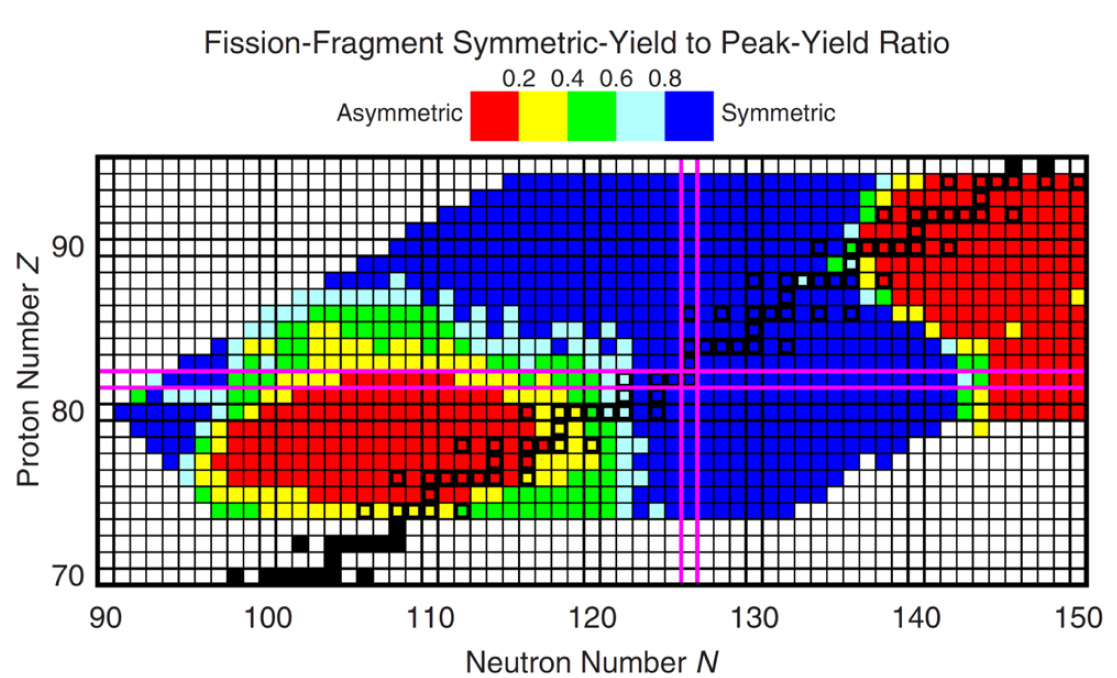 Fission-Fragment Symmetric-Yield to Peak-Yield Ratio
0.2 0.4 0.6 0.8
Asymmetric Symmetric
90
80
70
Proton Number Z
90 100 110 120 130 140 150
Neutron Number N